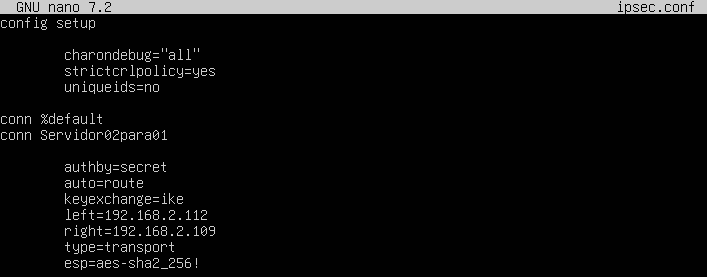 GNU nano 7.2 ipsec.conf
config setup
charondebug="all"
strictcrlpolicy=yes
uniqueids=no
conn %default
conn Servidor02para01
authby=secret
auto=route
keyexchange=ike
left=192.168.2.112
right=192.168.2.109
type=transport
esp=aes-sha2_256!